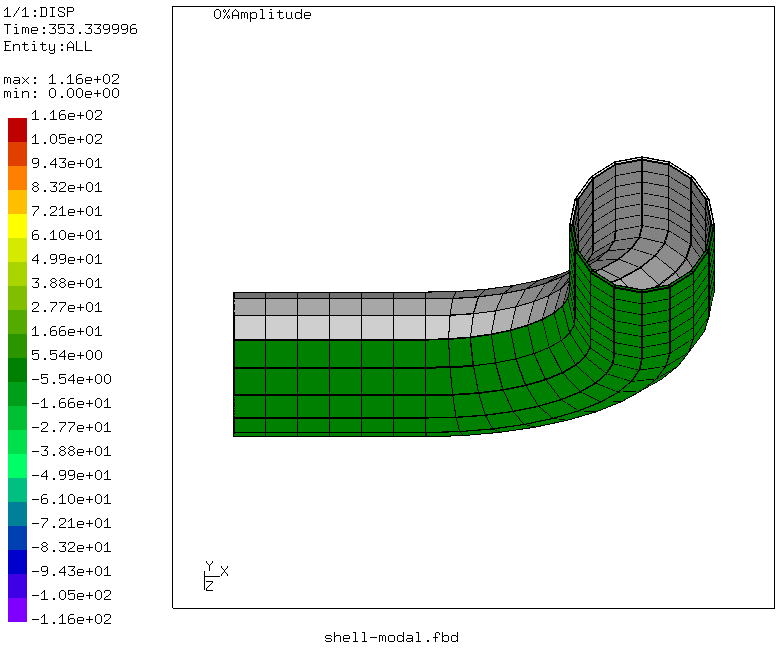 1/1:DISP
Time:353.339996
Entity:ALL
max: 1.16e+02
min: 0.00e+00
1.16e+02
1.05e+02
9.43e+01
8.32e+01
7.21e+01
6.10e+01
4.99e+01
3.88e+01
2.77e+01
1.66e+01
5.54e+00
-5.54e+00
-1.66e+01
-2.77e+01
-3.88e+01
-4.99e+01
-6.10e+01
-7.21e+01
-8.32e+01
-9.43e+01
-1.05e+02
-1.16e+02
0%Amplitude
Y
X
Z
shell-modal.fbd